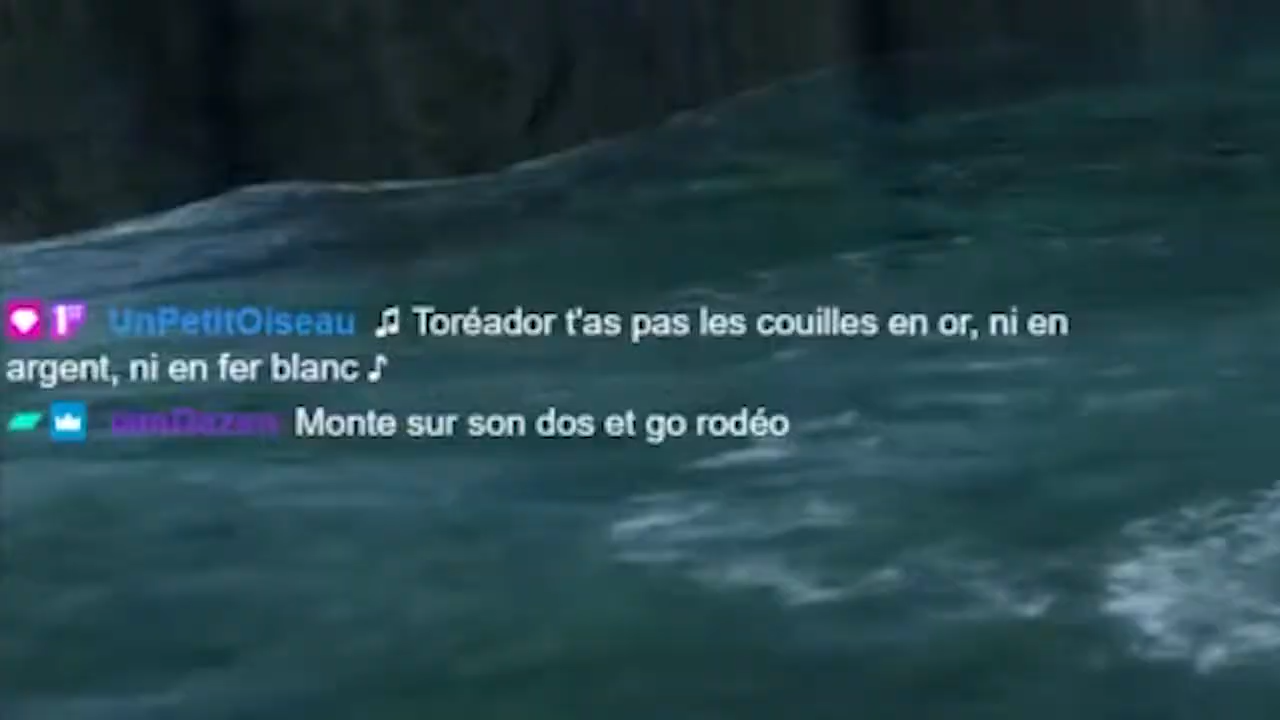 1ST UnPetitOiseau ♫ Toréador t'as pas les couilles en or, ni en
argent, ni en fer blanc ♪
Monte sur son dos et go rodéo